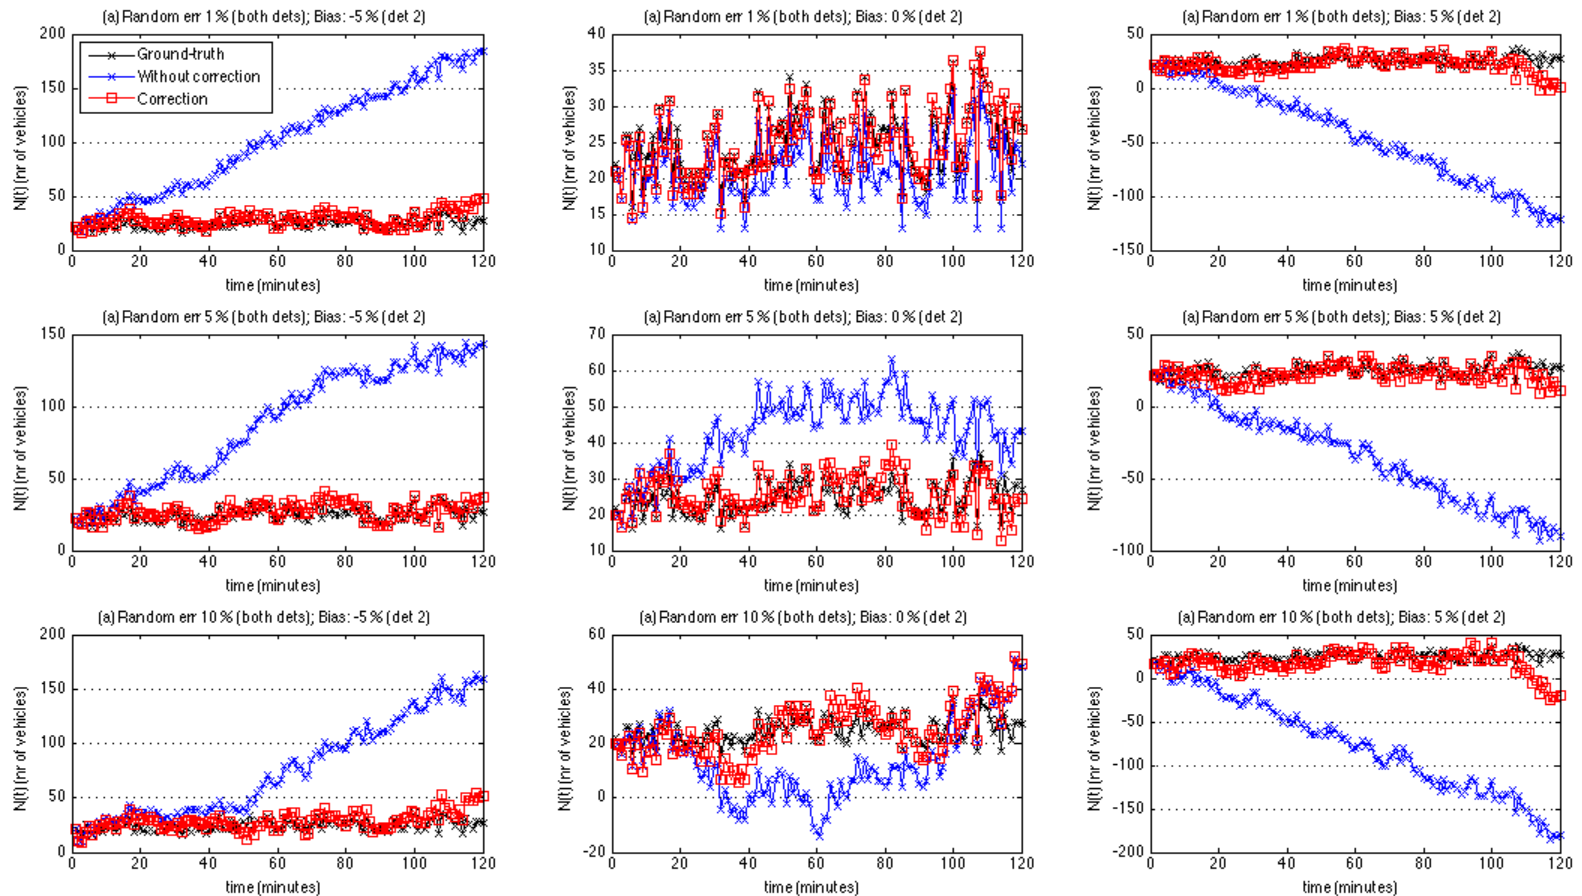 (a) Random err 1 % (both dets); Bias: -5 % (det 2)
200
150
100
50
0
N(t) (nr of vehicles)
Ground-truth
Without correction
Correction
0 20 40 60 80 100 120
time (minutes)
(a) Random err 1 % (both dets); Bias: 0 % (det 2)
40
35
30
25
20
15
10
N(t) (nr of vehicles)
0 20 40 60 80 100 120
time (minutes)
(a) Random err 1 % (both dets); Bias: 5 % (det 2)
50
0
-50
-100
-150
N(t) (nr of vehicles)
0 20 40 60 80 100 120
time (minutes)
(a) Random err 5 % (both dets); Bias: -5 % (det 2)
150
100
50
0
N(t) (nr of vehicles)
0 20 40 60 80 100 120
time (minutes)
(a) Random err 5 % (both dets); Bias: 0 % (det 2)
70
60
50
40
30
20
10
N(t) (nr of vehicles)
0 20 40 60 80 100 120
time (minutes)
(a) Random err 5 % (both dets); Bias: 5 % (det 2)
50
0
-50
-100
N(t) (nr of vehicles)
0 20 40 60 80 100 120
time (minutes)
(a) Random err 10 % (both dets); Bias: -5 % (det 2)
200
150
100
50
0
N(t) (nr of vehicles)
0 20 40 60 80 100 120
time (minutes)
(a) Random err 10 % (both dets); Bias: 0 % (det 2)
60
40
20
0
-20
N(t) (nr of vehicles)
0 20 40 60 80 100 120
time (minutes)
(a) Random err 10 % (both dets); Bias: 5 % (det 2)
50
0
-50
-100
-150
-200
N(t) (nr of vehicles)
0 20 40 60 80 100 120
time (minutes)